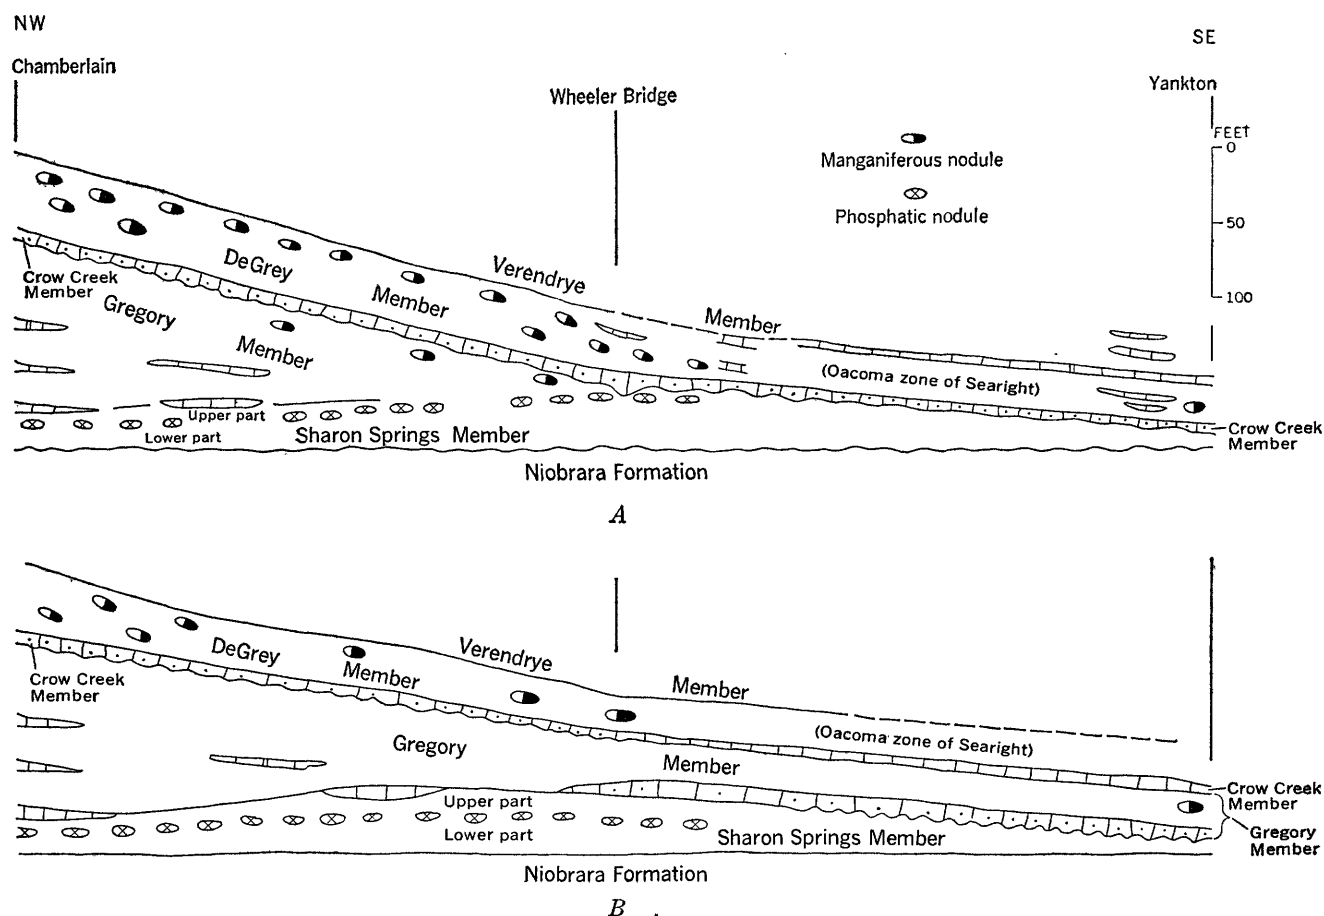 NW
SE
Chamberlain
Wheeler Bridge
Yankton
FEET
0
Manganiferous nodule
Phosphatic nodule
50
100
Crow Creek
Member
DeGrey
Member
Verendrye
Member
Gregory
Member
(Oacoma zone of Searight)
Upper part
Lower part
Sharon Springs Member
Crow Creek
Member
Niobrara Formation
A
DeGrey
Member
Verendrye
Member
Crow Creek
Member
(Oacoma zone of Searight)
Gregory
Member
Crow Creek
Member
Upper part
Lower part
Sharon Springs Member
Gregory
Member
Niobrara Formation
B